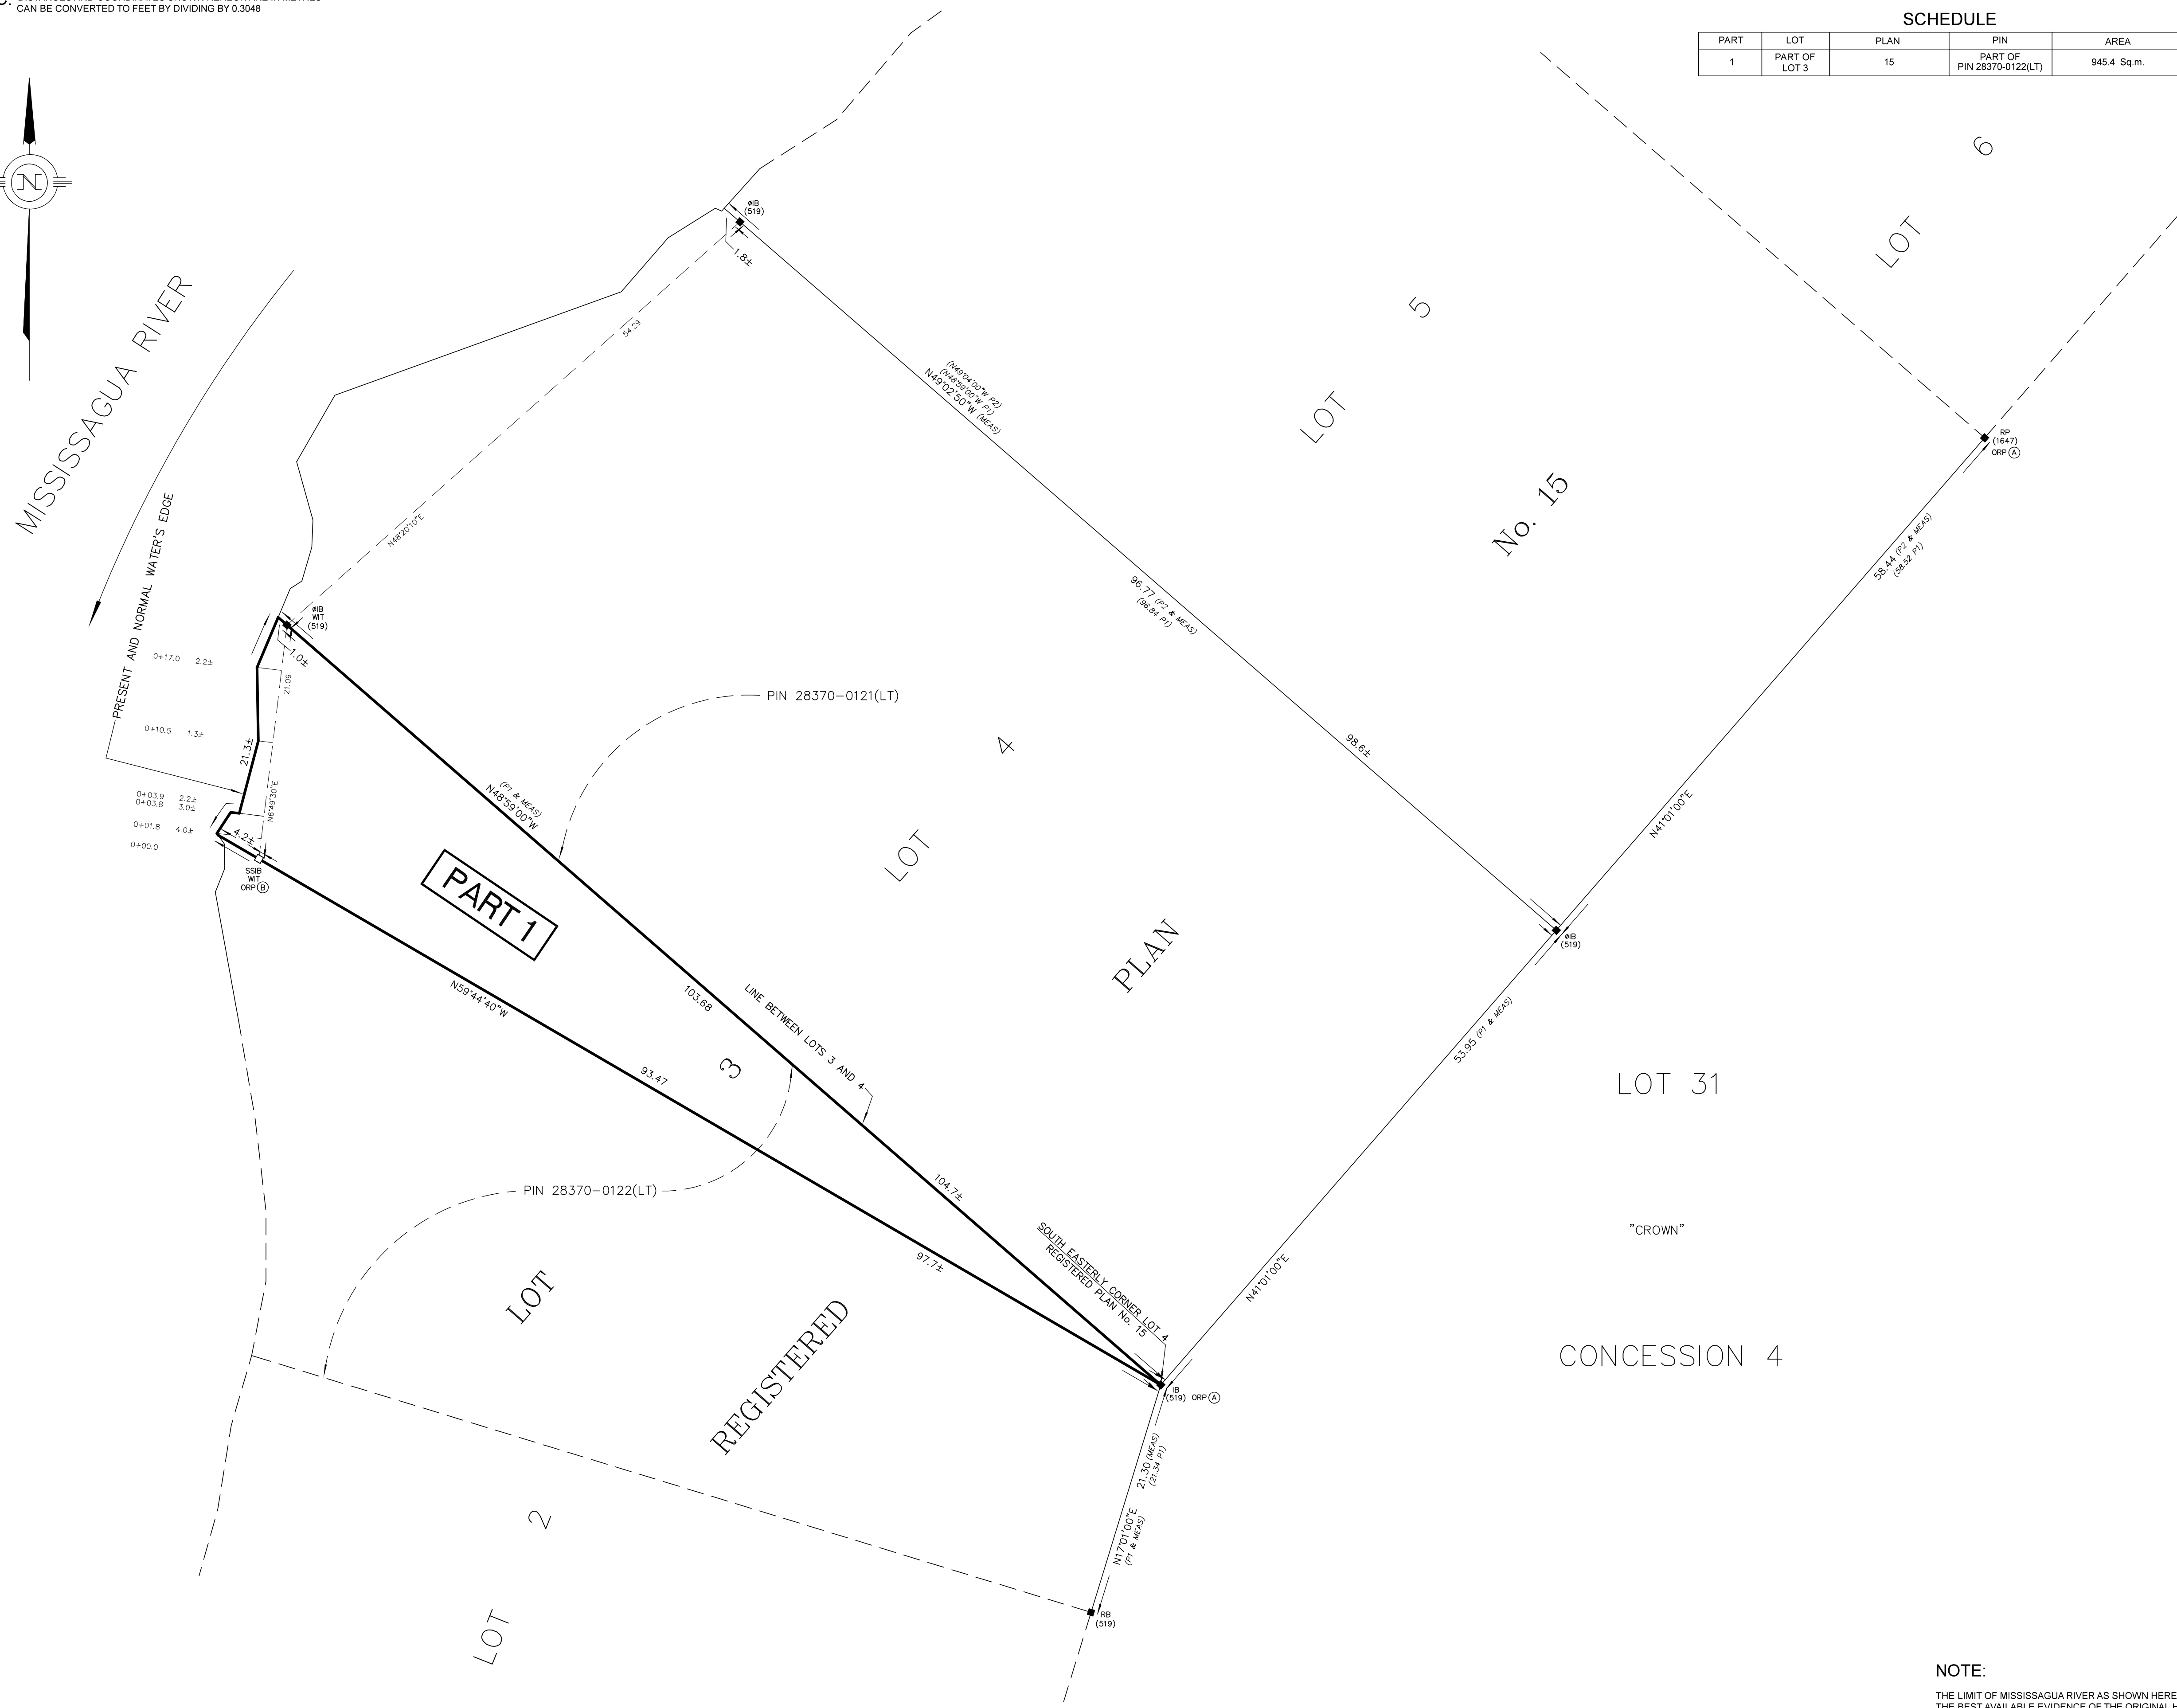 CAN BE CONVERTED TO FEET BY DIVIDING BY 0.3048
SCHEDULE
PART LOT PLAN PIN AREA
1 PART OF LOT 3 15 PART OF PIN 28370-0122(LT) 945.4 Sq.m.
N
MISSISSAGUA RIVER
PRESENT AND NORMAL WATER'S EDGE
0+17.0 2.2±
0+10.5 1.3±
0+03.9 2.2±
0+03.8 3.0±
0+01.8 4.0±
0+00.0
øIB
(519)
1.8±
54.29
N48°20'10"E
øIB
WIT
(519)
1.0±
21.09
21.3±
N6°49'30"E
4.2±
SSIB
WIT
ORP B
(N49°04'00"W P2)
(N48°59'00"W P1)
N49°02'50"W (MEAS)
96.77 (P2 & MEAS)
(96.84 P1)
98.6±
LOT 5
LOT 6
No. 15
RP
(1647)
ORP A
58.44 (P2 & MEAS)
(58.52 P1)
N41°01'00"E
øIB
(519)
53.95 (P1 & MEAS)
N41°01'00"E
PIN 28370-0121(LT)
LOT 4
PLAN
(P1 & MEAS)
N48°59'00"W
PART 1
103.68
LINE BETWEEN LOTS 3 AND 4
104.7±
N59°44'40"W
93.47
97.7±
3
PIN 28370-0122(LT)
LOT
REGISTERED
SOUTH EASTERLY CORNER LOT 4
REGISTERED PLAN No. 15
IB
(519) ORP A
21.30 (MEAS)
(21.34 P1)
N17°01'00"E
(P1 & MEAS)
RB
(519)
LOT 2
LOT 31
"CROWN"
CONCESSION 4
NOTE:
THE LIMIT OF MISSISSAGUA RIVER AS SHOWN HERE